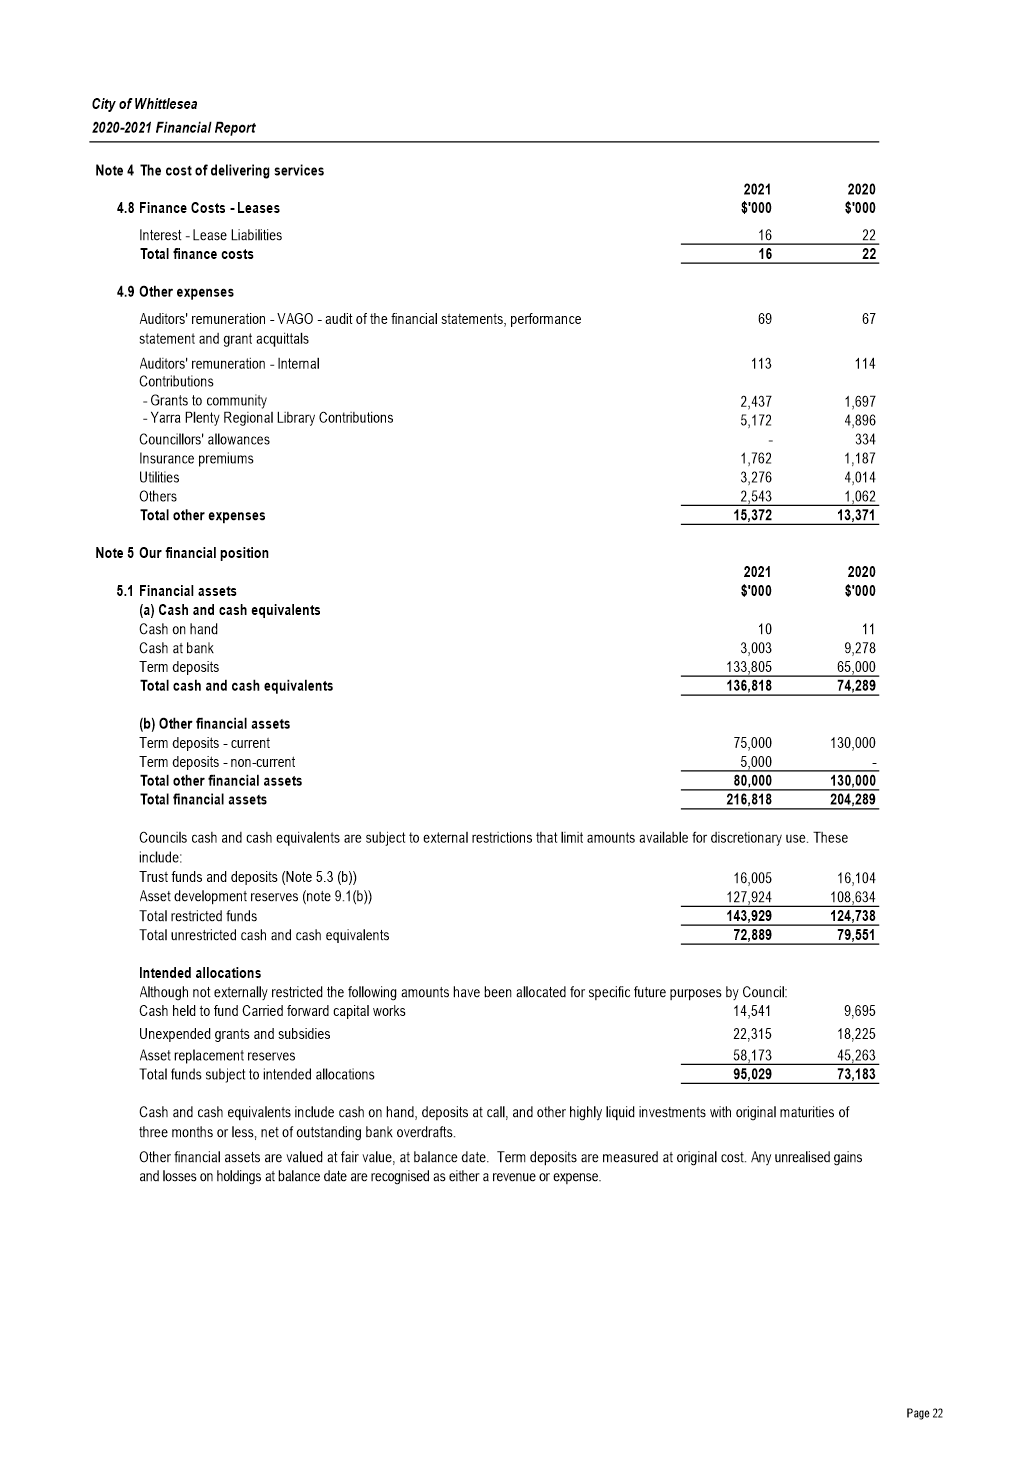 City of Whittlesea
2020-2021 Financial Report
Note 4 The cost of delivering services
2021 2020
4.8 Finance Costs - Leases $'000 $'000
Interest - Lease Liabilities 16 22
Total finance costs 16 22
4.9 Other expenses
Auditors' remuneration - VAGO - audit of the financial statements, performance 69 67
statement and grant acquittals
Auditors' remuneration - Internal 113 114
Contributions
- Grants to community 2,437 1,697
- Yarra Plenty Regional Library Contributions 5,172 4,896
Councillors' allowances - 334
Insurance premiums 1,762 1,187
Utilities 3,276 4,014
Others 2,543 1,062
Total other expenses 15,372 13,371
Note 5 Our financial position
2021 2020
5.1 Financial assets $'000 $'000
(a) Cash and cash equivalents
Cash on hand 10 11
Cash at bank 3,003 9,278
Term deposits 133,805 65,000
Total cash and cash equivalents 136,818 74,289
(b) Other financial assets
Term deposits - current 75,000 130,000
Term deposits - non-current 5,000 -
Total other financial assets 80,000 130,000
Total financial assets 216,818 204,289
Councils cash and cash equivalents are subject to external restrictions that limit amounts available for discretionary use. These
include:
Trust funds and deposits (Note 5.3 (b)) 16,005 16,104
Asset development reserves (note 9.1(b)) 127,924 108,634
Total restricted funds 143,929 124,738
Total unrestricted cash and cash equivalents 72,889 79,551
Intended allocations
Although not externally restricted the following amounts have been allocated for specific future purposes by Council:
Cash held to fund Carried forward capital works 14,541 9,695
Unexpended grants and subsidies 22,315 18,225
Asset replacement reserves 58,173 45,263
Total funds subject to intended allocations 95,029 73,183
Cash and cash equivalents include cash on hand, deposits at call, and other highly liquid investments with original maturities of
three months or less, net of outstanding bank overdrafts.
Other financial assets are valued at fair value, at balance date. Term deposits are measured at original cost. Any unrealised gains
and losses on holdings at balance date are recognised as either a revenue or expense.
Page 22